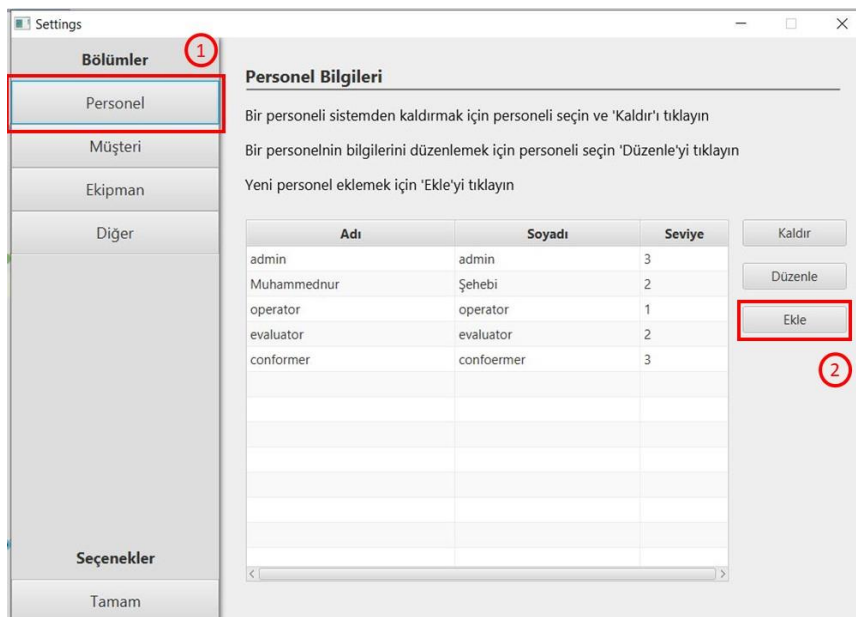 Settings
Bölümler
1
Personel
Müşteri
Ekipman
Diğer
Seçenekler
Tamam
Personel Bilgileri
Bir personeli sistemden kaldırmak için personeli seçin ve 'Kaldır'ı tıklayın
Bir personelnin bilgilerini düzenlemek için personeli seçin 'Düzenle'yi tıklayın
Yeni personel eklemek için 'Ekle'yi tıklayın
Adı Soyadı Seviye
admin admin 3
Muhammednur Şehebi 2
operator operator 1
evaluator evaluator 2
conformer confoermer 3
Kaldır
Düzenle
Ekle
2